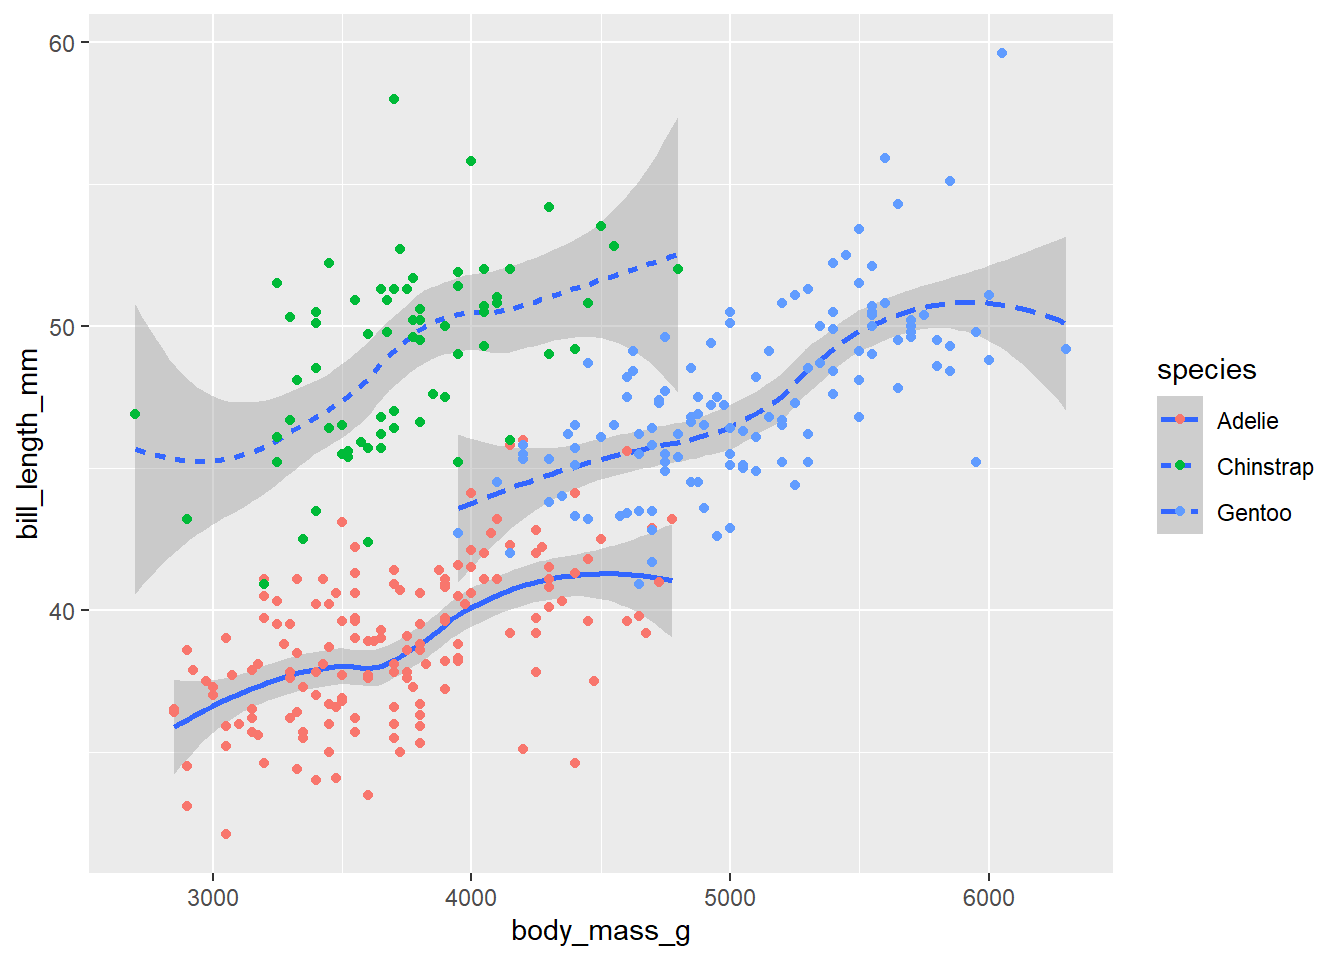 60
50
40
bill_length_mm
3000
4000
5000
6000
body_mass_g
species
Adelie
Chinstrap
Gentoo